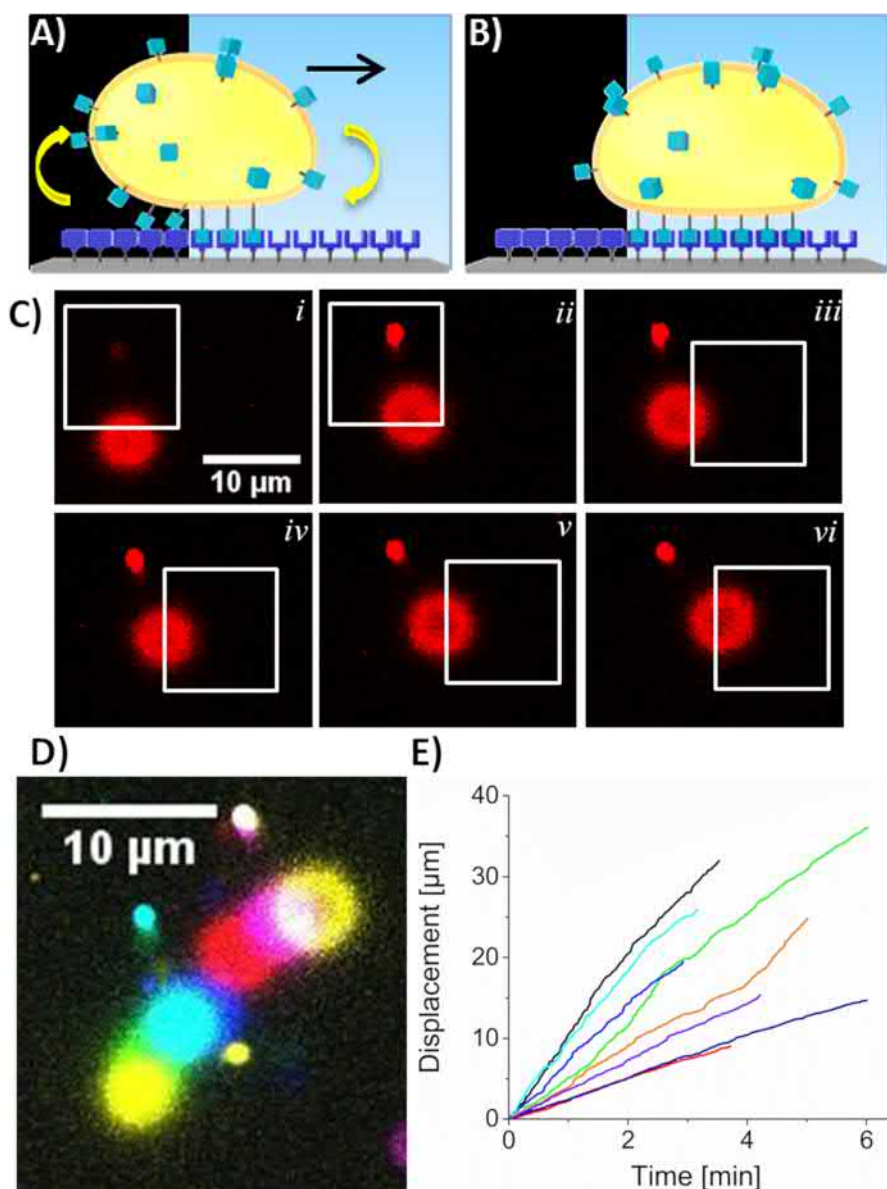 A)
B)
C)
i
ii
iii
10 µm
iv
v
vi
D)
10 µm
E)
Displacement [µm]
40
30
20
10
0
0 2 4 6
Time [min]